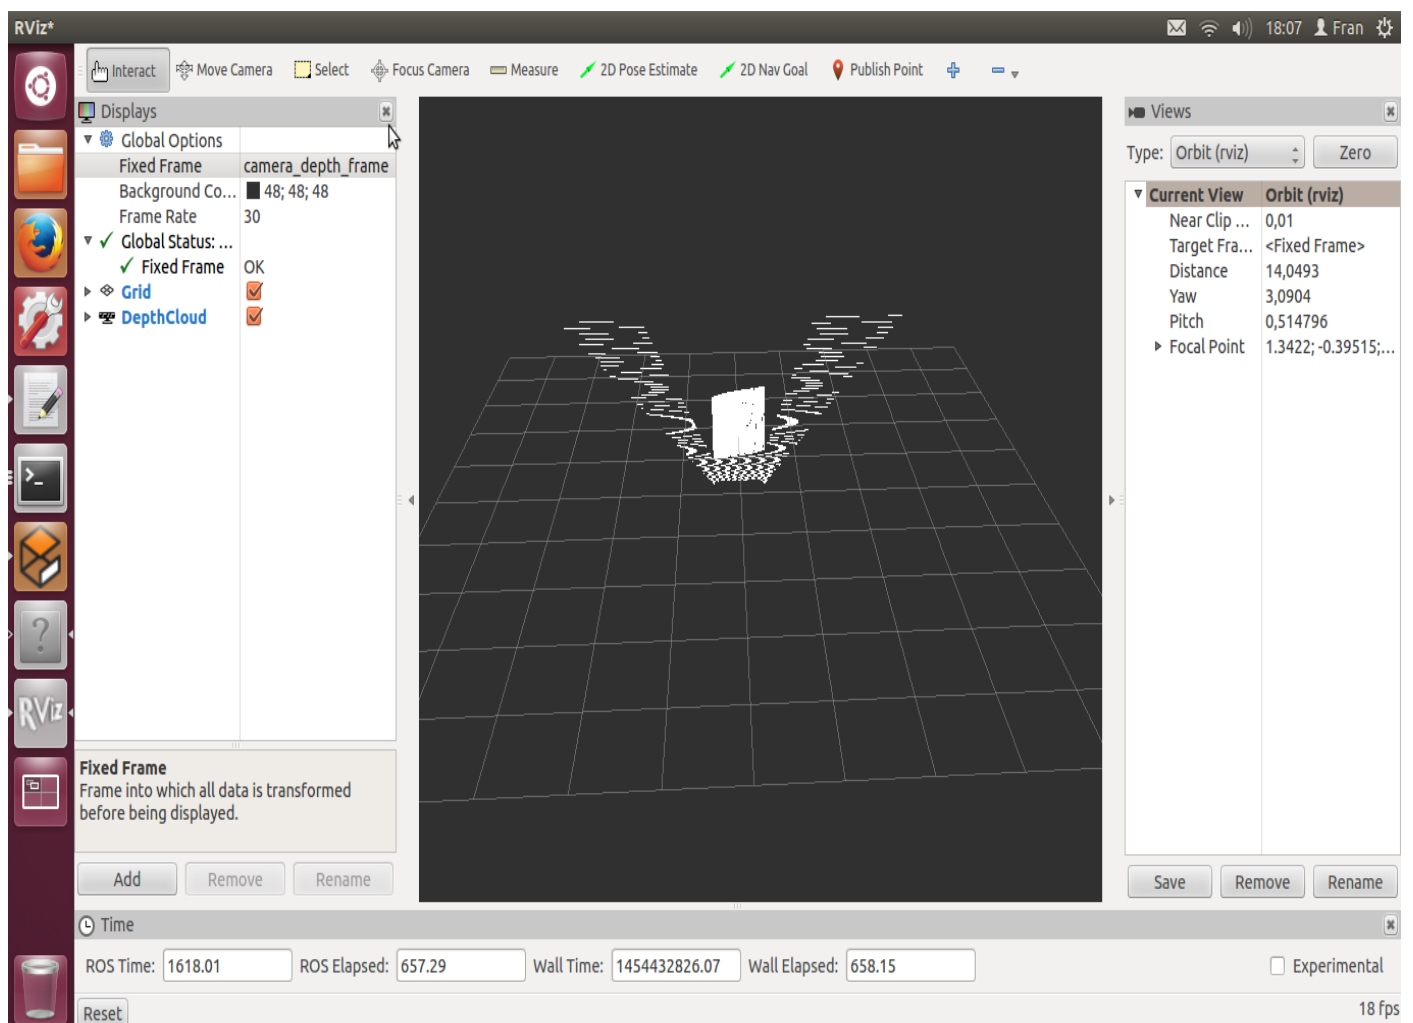 RViz*
18:07 Fran
Interact Move Camera Select Focus Camera Measure 2D Pose Estimate 2D Nav Goal Publish Point
Displays
Global Options
Fixed Frame camera_depth_frame
Background Co... 48; 48; 48
Frame Rate 30
Global Status: ...
Fixed Frame OK
Grid
DepthCloud
Fixed Frame
Frame into which all data is transformed
before being displayed.
Add Remove Rename
Views
Type: Orbit (rviz) Zero
Current View Orbit (rviz)
Near Clip ... 0,01
Target Fra... <Fixed Frame>
Distance 14,0493
Yaw 3,0904
Pitch 0,514796
Focal Point 1.3422; -0.39515;...
Save Remove Rename
RViz
Time
ROS Time: 1618.01 ROS Elapsed: 657.29 Wall Time: 1454432826.07 Wall Elapsed: 658.15 Experimental
Reset 18 fps